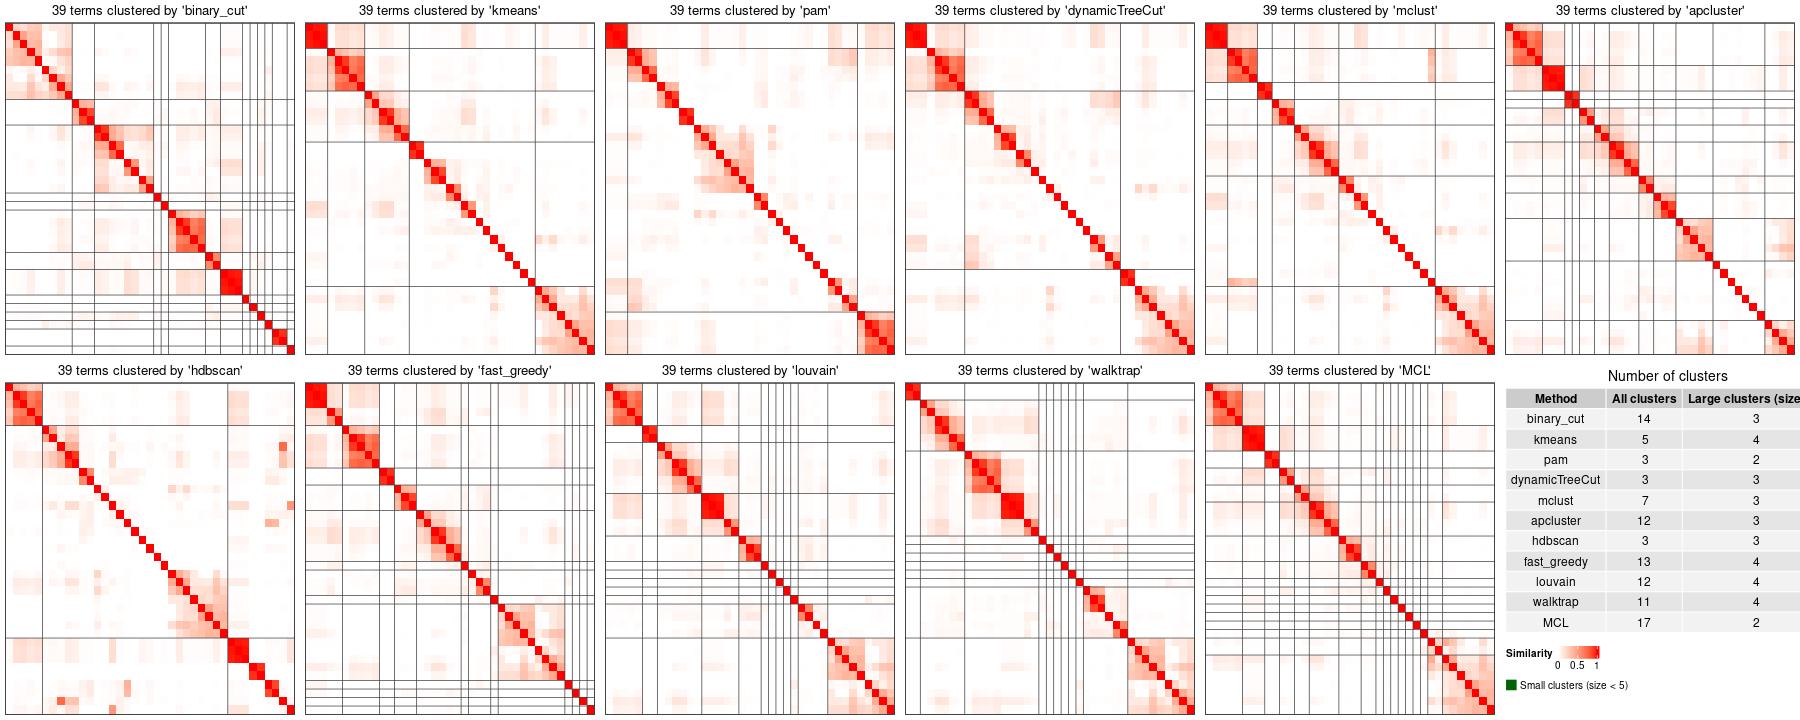 39 terms clustered by 'binary_cut'
39 terms clustered by 'kmeans'
39 terms clustered by 'pam'
39 terms clustered by 'dynamicTreeCut'
39 terms clustered by 'mclust'
39 terms clustered by 'apcluster'
39 terms clustered by 'hdbscan'
39 terms clustered by 'fast_greedy'
39 terms clustered by 'louvain'
39 terms clustered by 'walktrap'
39 terms clustered by 'MCL'
Number of clusters
Method All clusters Large clusters (size
binary_cut 14 3
kmeans 5 4
pam 3 2
dynamicTreeCut 3 3
mclust 7 3
apcluster 12 3
hdbscan 3 3
fast_greedy 13 4
louvain 12 4
walktrap 11 4
MCL 17 2
Similarity
0 0.5 1
Small clusters (size < 5)